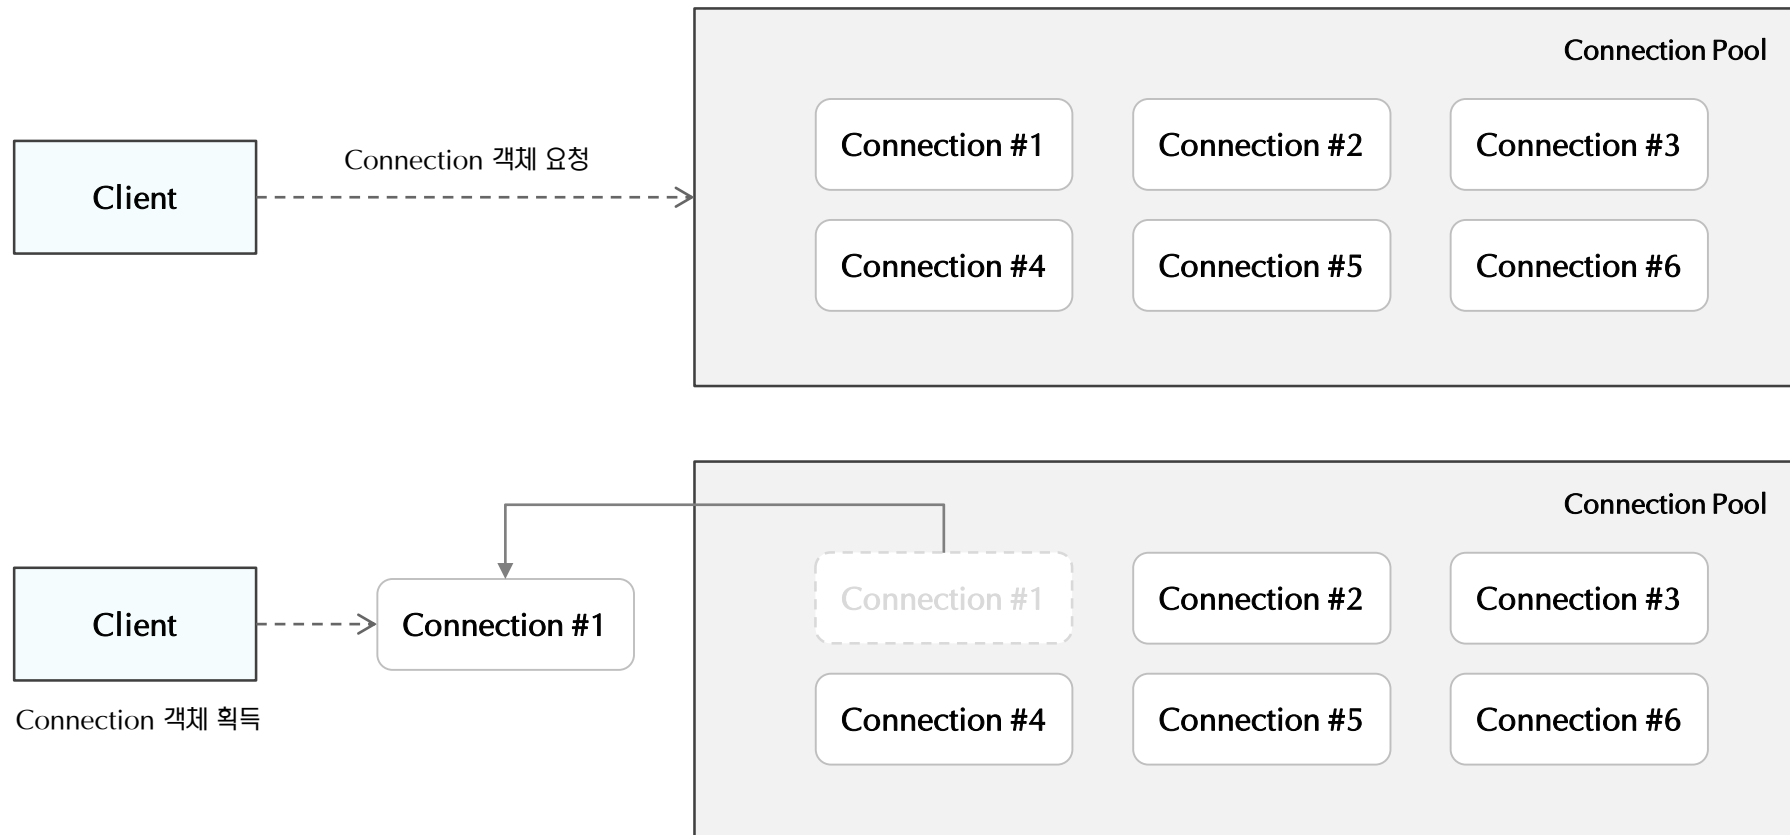 Connection Pool
Connection #1
Connection #2
Connection #3
Client
Connection 객체 요청
Connection #4
Connection #5
Connection #6
Connection Pool
Connection #1
Connection #2
Connection #3
Client
Connection #1
Connection 객체 획득
Connection #4
Connection #5
Connection #6